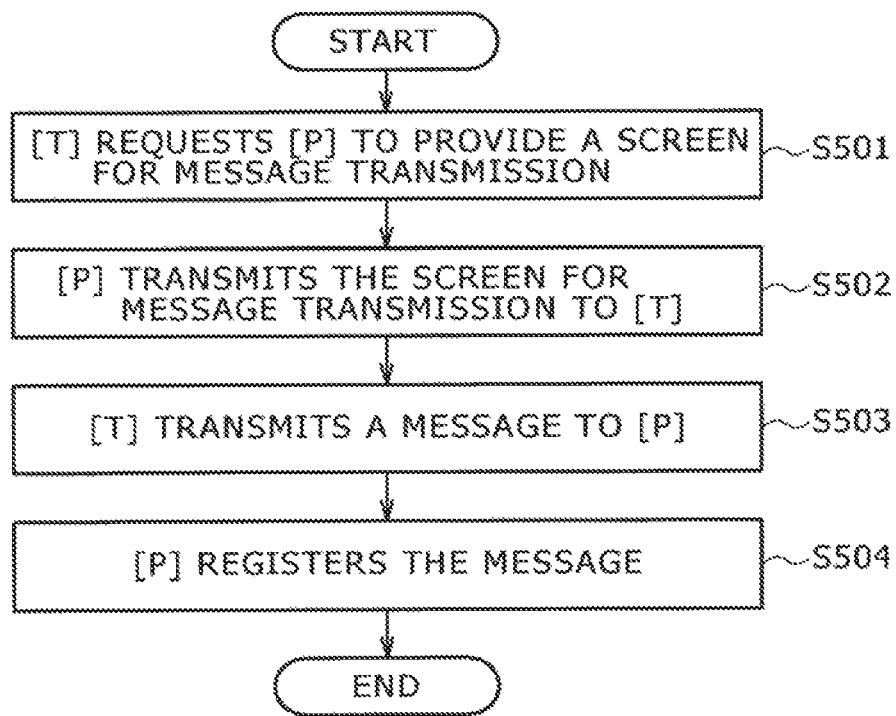 START
[T] REQUESTS [P] TO PROVIDE A SCREEN
FOR MESSAGE TRANSMISSION
S501
[P] TRANSMITS THE SCREEN FOR
MESSAGE TRANSMISSION TO [T]
S502
[T] TRANSMITS A MESSAGE TO [P]
S503
[P] REGISTERS THE MESSAGE
S504
END